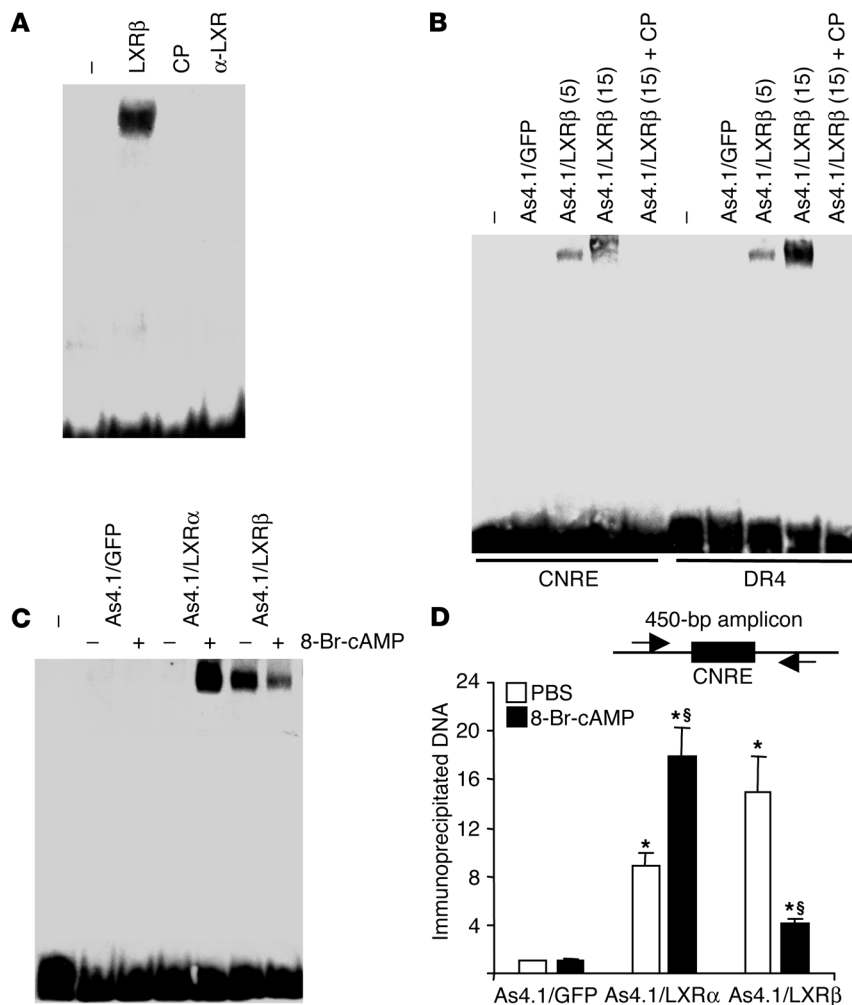 A
–
LXRβ
CP
α-LXR
B
–
As4.1/GFP
As4.1/LXRβ (5)
As4.1/LXRβ (15)
As4.1/LXRβ (15) + CP
–
As4.1/GFP
As4.1/LXRβ (5)
As4.1/LXRβ (15)
As4.1/LXRβ (15) + CP
CNRE
DR4
C
–
As4.1/GFP
As4.1/LXRα
As4.1/LXRβ
– + – + – + 8-Br-cAMP
D
450-bp amplicon
CNRE
PBS
8-Br-cAMP
Immunoprecipitated DNA
24
20
16
12
8
4
*
*§
*
*§
As4.1/GFP As4.1/LXRα As4.1/LXRβ